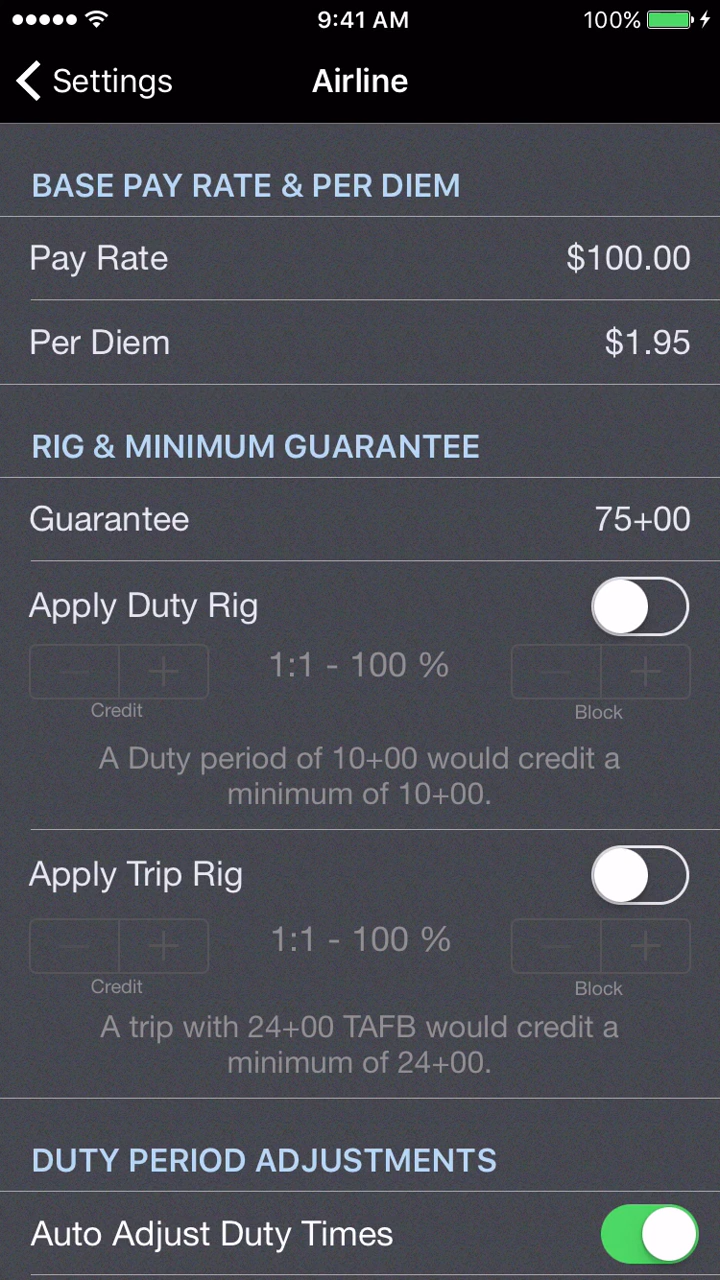 9:41 AM
100%
Settings
Airline
BASE PAY RATE & PER DIEM
Pay Rate
$100.00
Per Diem
$1.95
RIG & MINIMUM GUARANTEE
Guarantee
75+00
Apply Duty Rig
1:1 - 100 %
Credit
Block
A Duty period of 10+00 would credit a
minimum of 10+00.
Apply Trip Rig
1:1 - 100 %
Credit
Block
A trip with 24+00 TAFB would credit a
minimum of 24+00.
DUTY PERIOD ADJUSTMENTS
Auto Adjust Duty Times